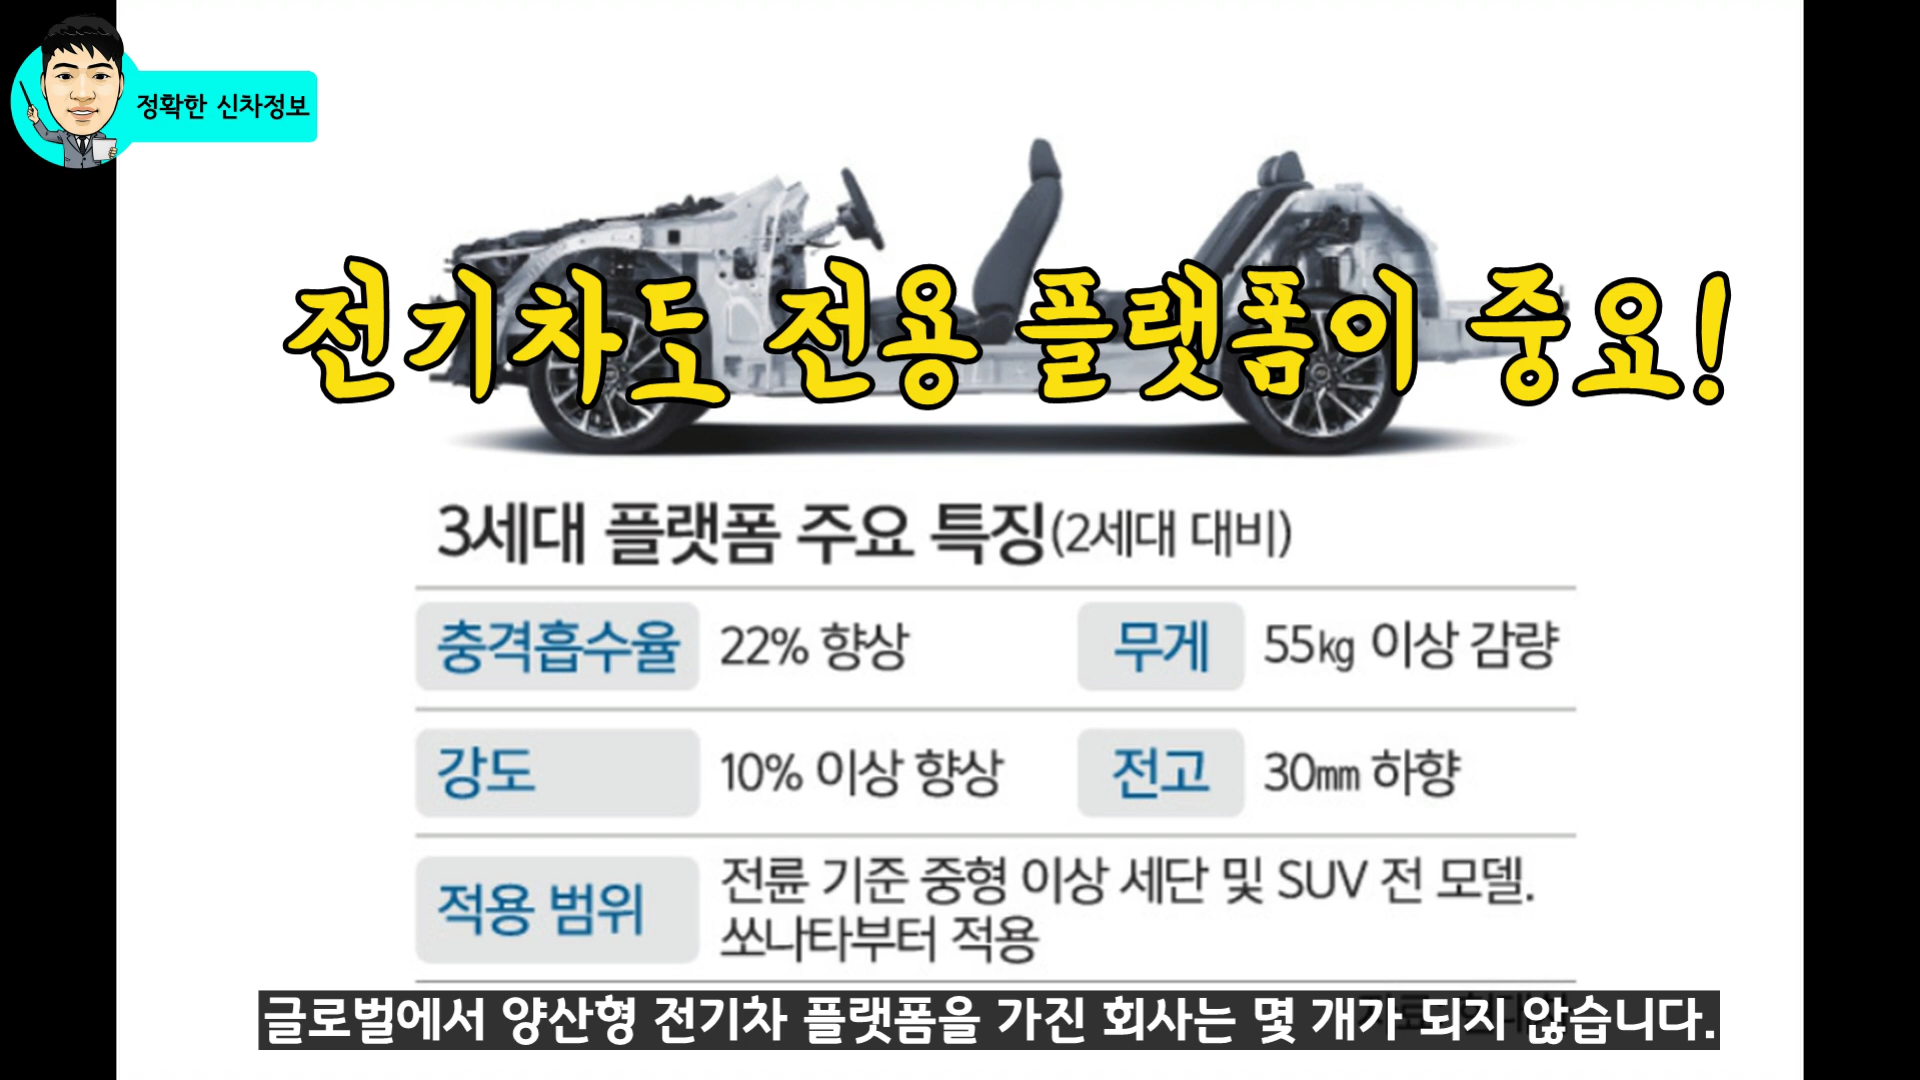 정확한 신차정보
전기차도 전용 플랫폼이 중요!
3세대 플랫폼 주요 특징(2세대 대비)
충격흡수율 22% 향상 무게 55㎏ 이상 감량
강도 10% 이상 향상 전고 30㎜ 하향
적용 범위 전륜 기준 중형 이상 세단 및 SUV 전 모델.
쏘나타부터 적용
글로벌에서 양산형 전기차 플랫폼을 가진 회사는 몇 개가 되지 않습니다.